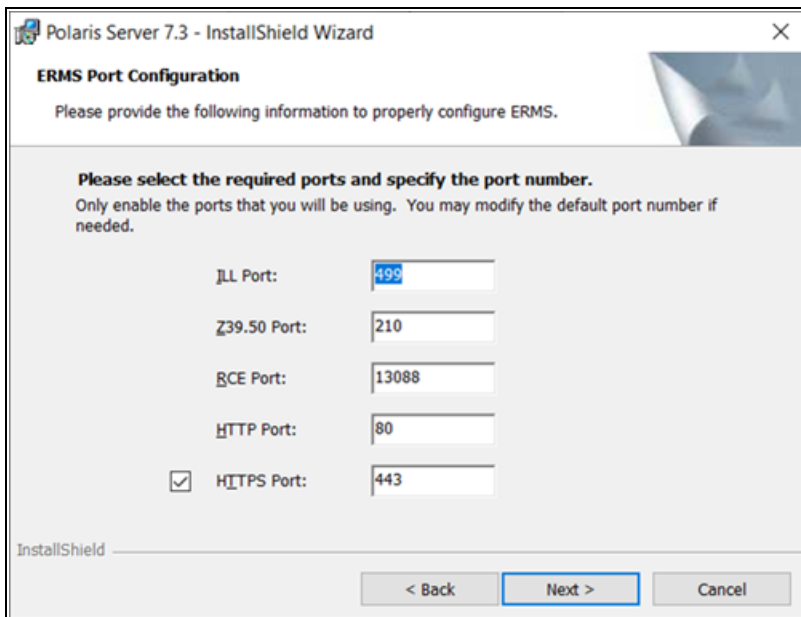 Polaris Server 7.3 - InstallShield Wizard
ERMS Port Configuration
Please provide the following information to properly configure ERMS.
Please select the required ports and specify the port number.
Only enable the ports that you will be using. You may modify the default port number if
needed.
ILL Port: 499
Z39.50 Port: 210
RCE Port: 13088
HTTP Port: 80
HTTPS Port: 443
InstallShield
< Back Next > Cancel